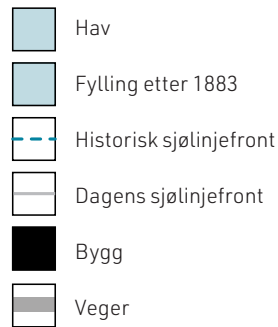 Hav
Fylling etter 1883
Historisk sjølinjefront
Dagens sjølinjefront
Bygg
Veger